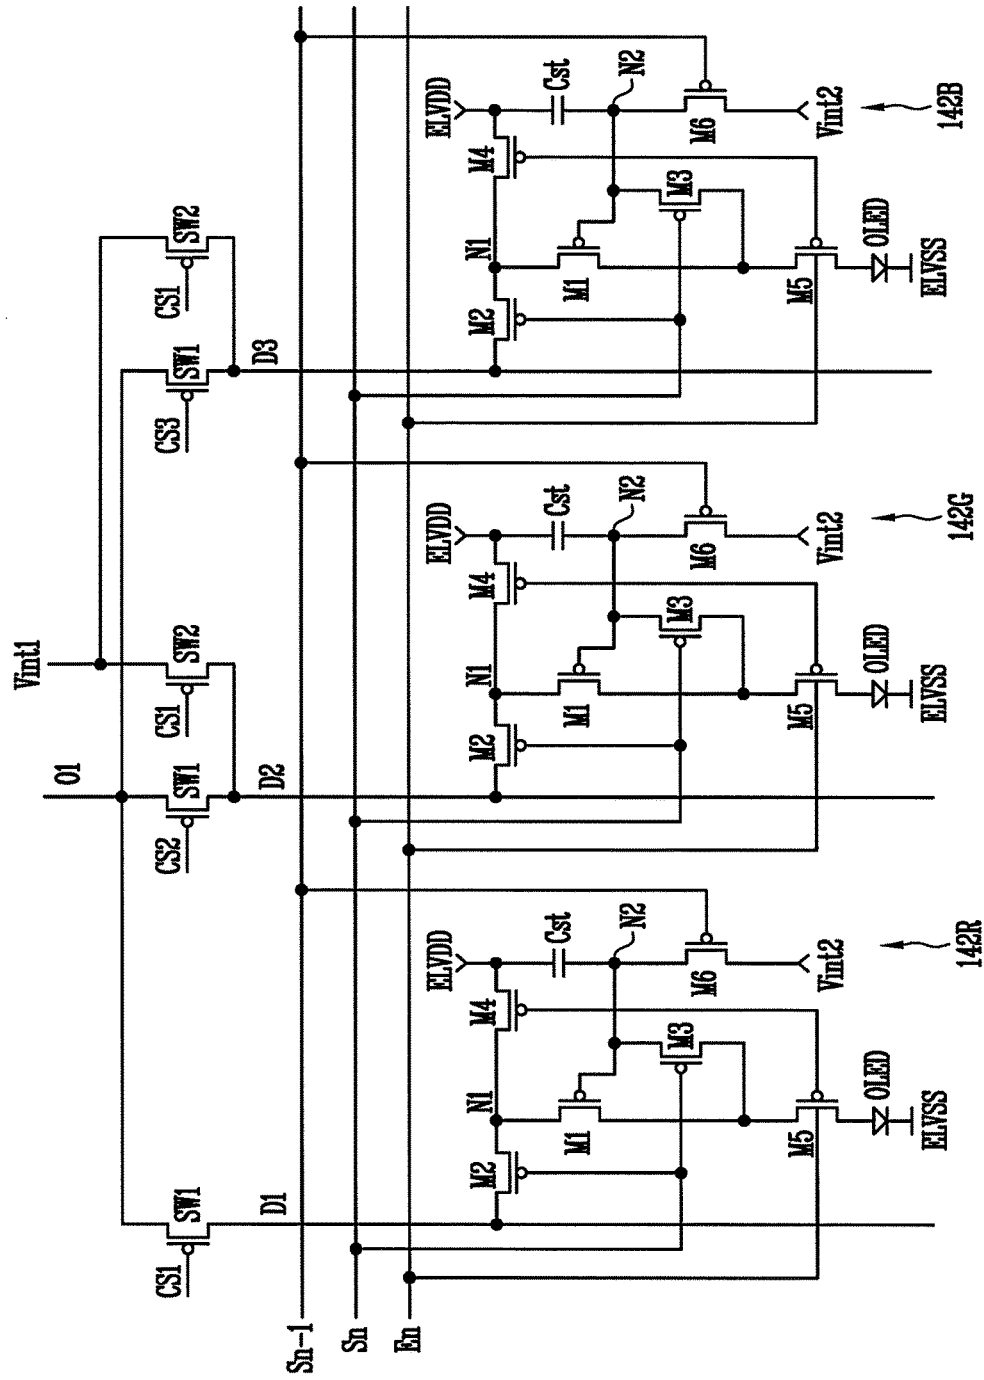 O1
Vint1
CS1
SW1
CS2
SW1
CS1
SW2
CS3
SW1
CS1
SW2
D1
D2
D3
Sn-1
Sn
En
ELVDD
M4
Cst
N2
N1
M2
M1
M3
M6
M5
Vint2
OLED
ELVSS
142R
ELVDD
M4
Cst
N2
N1
M2
M1
M3
M6
M5
Vint2
OLED
ELVSS
142G
ELVDD
M4
Cst
N2
N1
M2
M1
M3
M6
M5
Vint2
OLED
ELVSS
142B